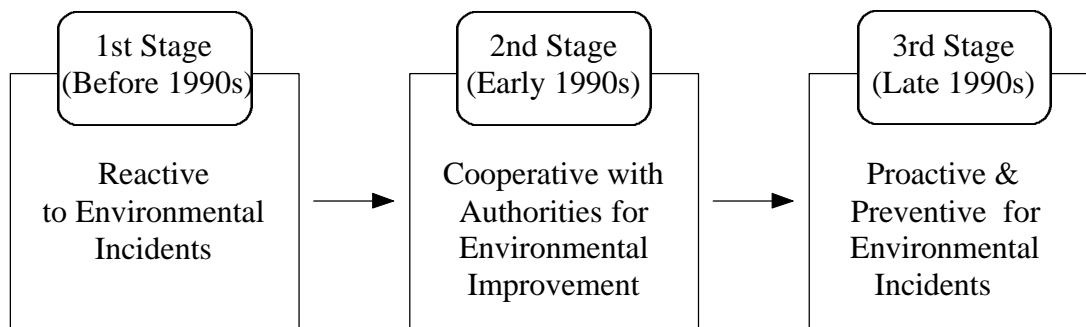 1st Stage
(Before 1990s)
Reactive
to Environmental
Incidents
2nd Stage
(Early 1990s)
Cooperative with
Authorities for
Environmental
Improvement
3rd Stage
(Late 1990s)
Proactive &
Preventive for
Environmental
Incidents